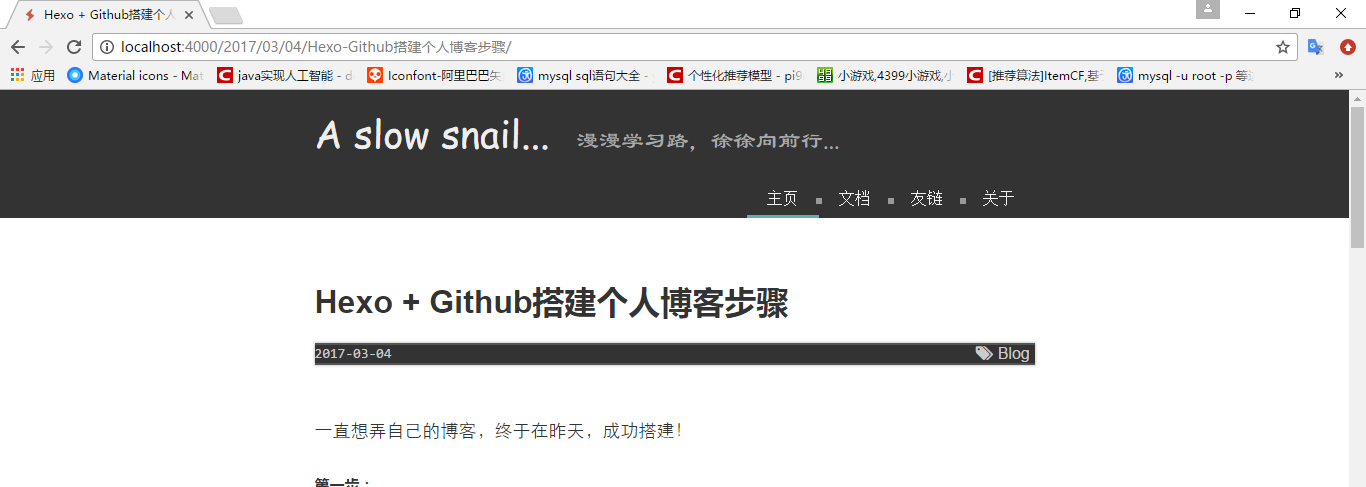 Hexo + Github搭建个人
localhost:4000/2017/03/04/Hexo-Github搭建个人博客步骤/
应用 Material icons - Mat java实现人工智能 - d Iconfont-阿里巴巴矢 mysql sql语句大全 - 个性化推荐模型 - pi9 小游戏,4399小游戏,小 [推荐算法]ItemCF,基于 mysql -u root -p 等 »
A slow snail... 漫漫学习路，徐徐向前行...
主页 文档 友链 关于
Hexo + Github搭建个人博客步骤
2017-03-04 Blog
一直想弄自己的博客，终于在昨天，成功搭建！
第一步：